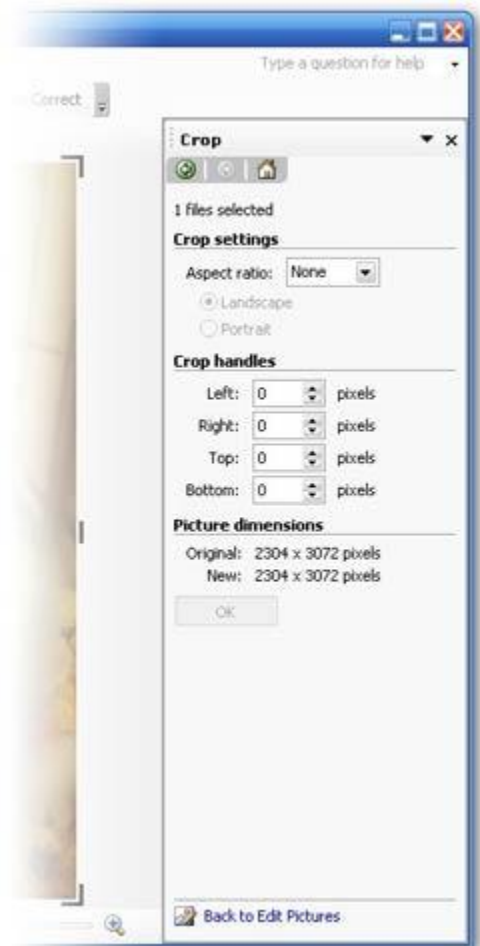 Type a question for help
Correct
Crop
1 files selected
Crop settings
Aspect ratio: None
Landscape
Portrait
Crop handles
Left: 0 pixels
Right: 0 pixels
Top: 0 pixels
Bottom: 0 pixels
Picture dimensions
Original: 2304 x 3072 pixels
New: 2304 x 3072 pixels
OK
Back to Edit Pictures